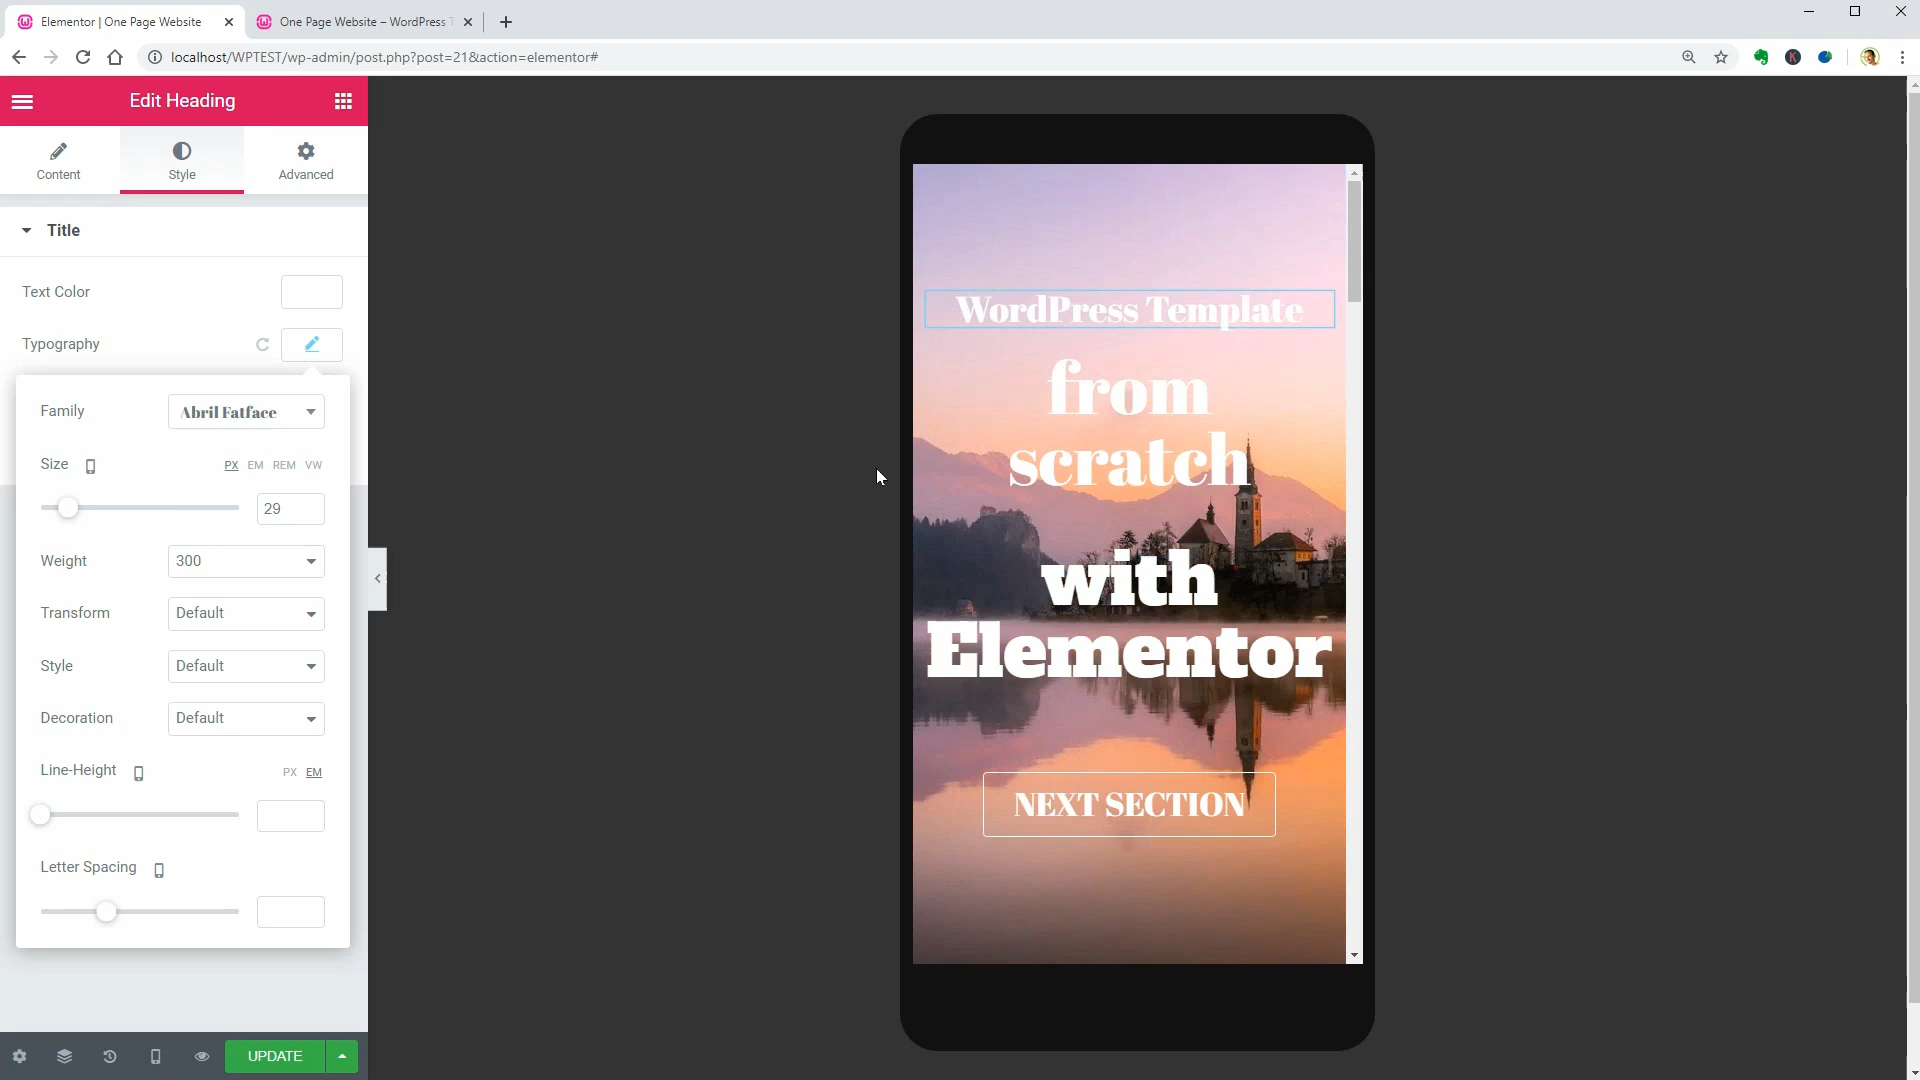 Elementor | One Page Website
One Page Website – WordPress
localhost/WPTEST/wp-admin/post.php?post=21&action=elementor#
Edit Heading
Content
Style
Advanced
Title
Text Color
Typography
Family
Abril Fatface
Size
PX EM REM VW
29
Weight
300
Transform
Default
Style
Default
Decoration
Default
Line-Height
PX EM
Letter Spacing
UPDATE
WordPress Template
from
scratch
with
Elementor
NEXT SECTION